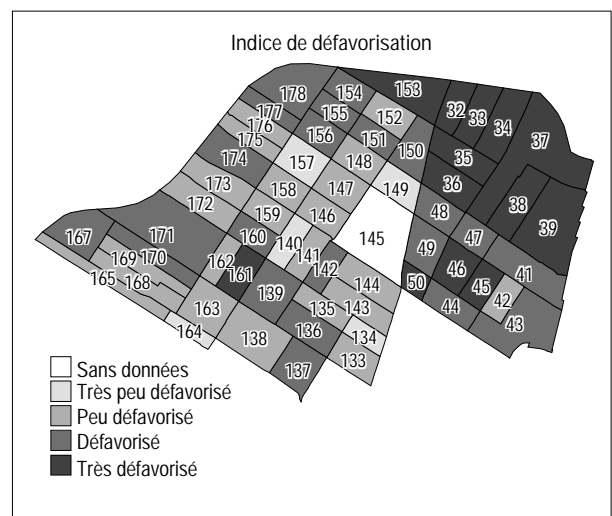 Indice de défavorisation
178 154 153
177 155 152 32 33 34 37
176 156 151 150
175 157 148 35
174 158 147 149 36
173 159 146 48 38 39
172 160 140 141 145 49 47
167 171 162 161 142 46 41
169 170 139 144 50 45 42
165 168 163 135 143 44 43
164 138 136 134
137 133
Sans données
Très peu défavorisé
Peu défavorisé
Défavorisé
Très défavorisé